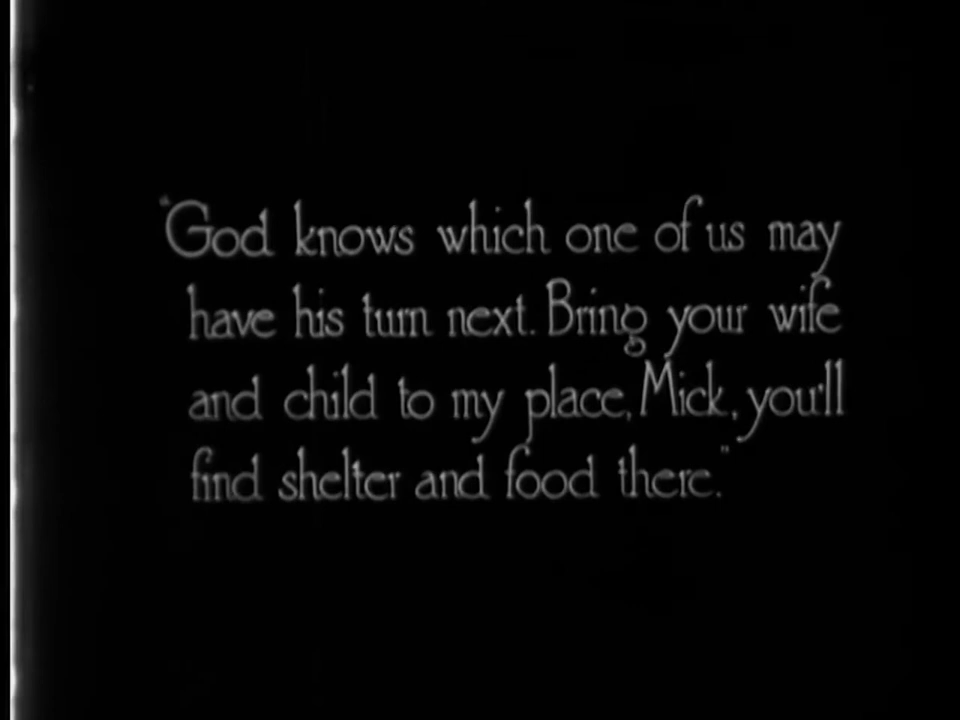 "God knows which one of us may
have his turn next. Bring your wife
and child to my place, Mick, you'll
find shelter and food there."